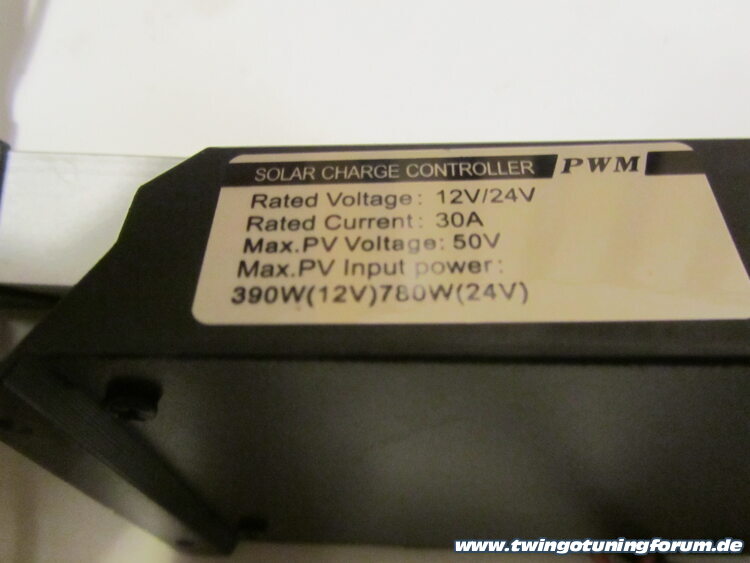 SOLAR CHARGE CONTROLLER PWM
Rated Voltage: 12V/24V
Rated Current: 30A
Max.PV Voltage: 50V
Max.PV Input power:
390W(12V)780W(24V)
www.twingotuningforum.de